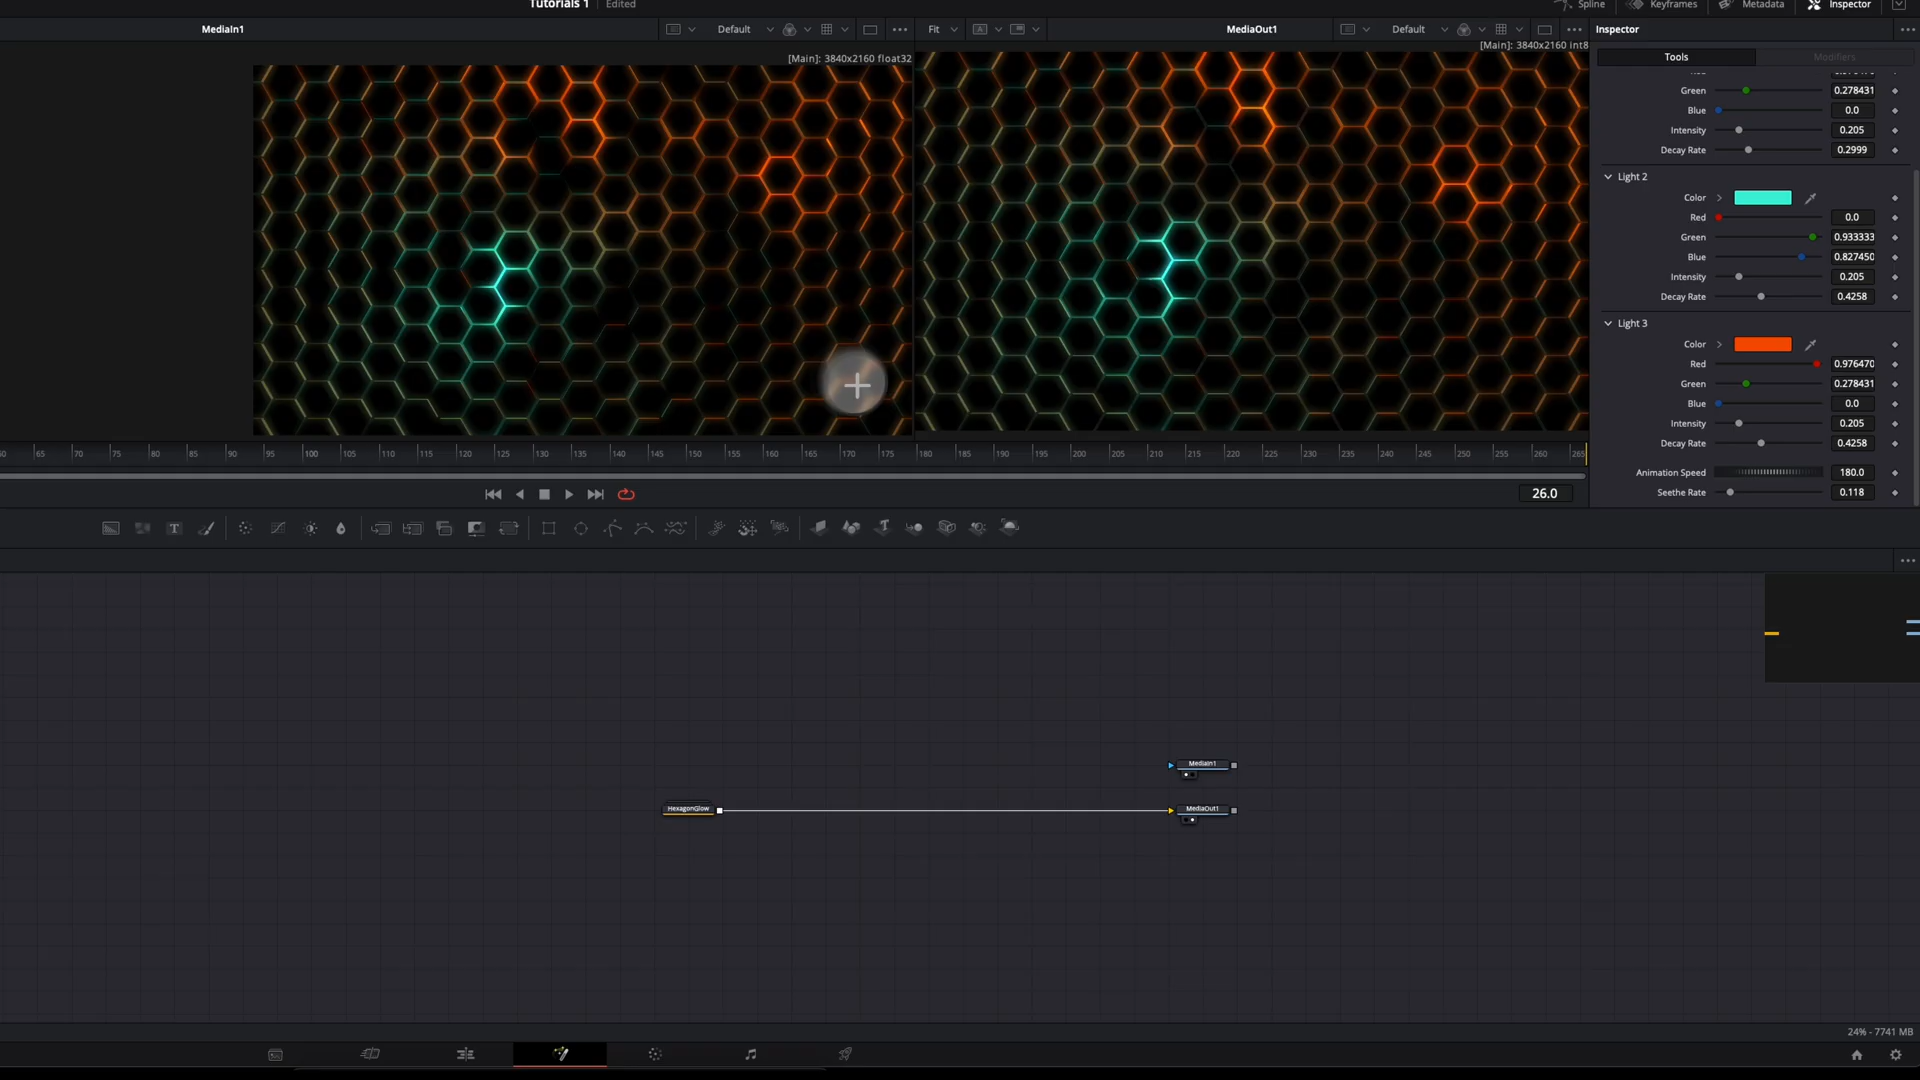 Tutorials 1 Edited
Spline Keyframes Metadata Inspector
MediaIn1 Default Fit MediaOut1 Default Inspector
[Main]: 3840x2160 float32 [Main]: 3840x2160 int8
Tools Modifiers
Green 0.278431
Blue 0.0
Intensity 0.205
Decay Rate 0.2999
Light 2
Color
Red 0.0
Green 0.933333
Blue 0.827450
Intensity 0.205
Decay Rate 0.4258
Light 3
Color
Red 0.976470
Green 0.278431
Blue 0.0
Intensity 0.205
Decay Rate 0.4258
65 70 75 80 85 90 95 100 105 110 115 120 125 130 135 140 145 150 155 160 165 170 175 180 185 190 195 200 205 210 215 220 225 230 235 240 245 250 255 260 265
Animation Speed 180.0
Seethe Rate 0.118
26.0
MediaIn1
HexagonGlow MediaOut1
24% - 7741 MB